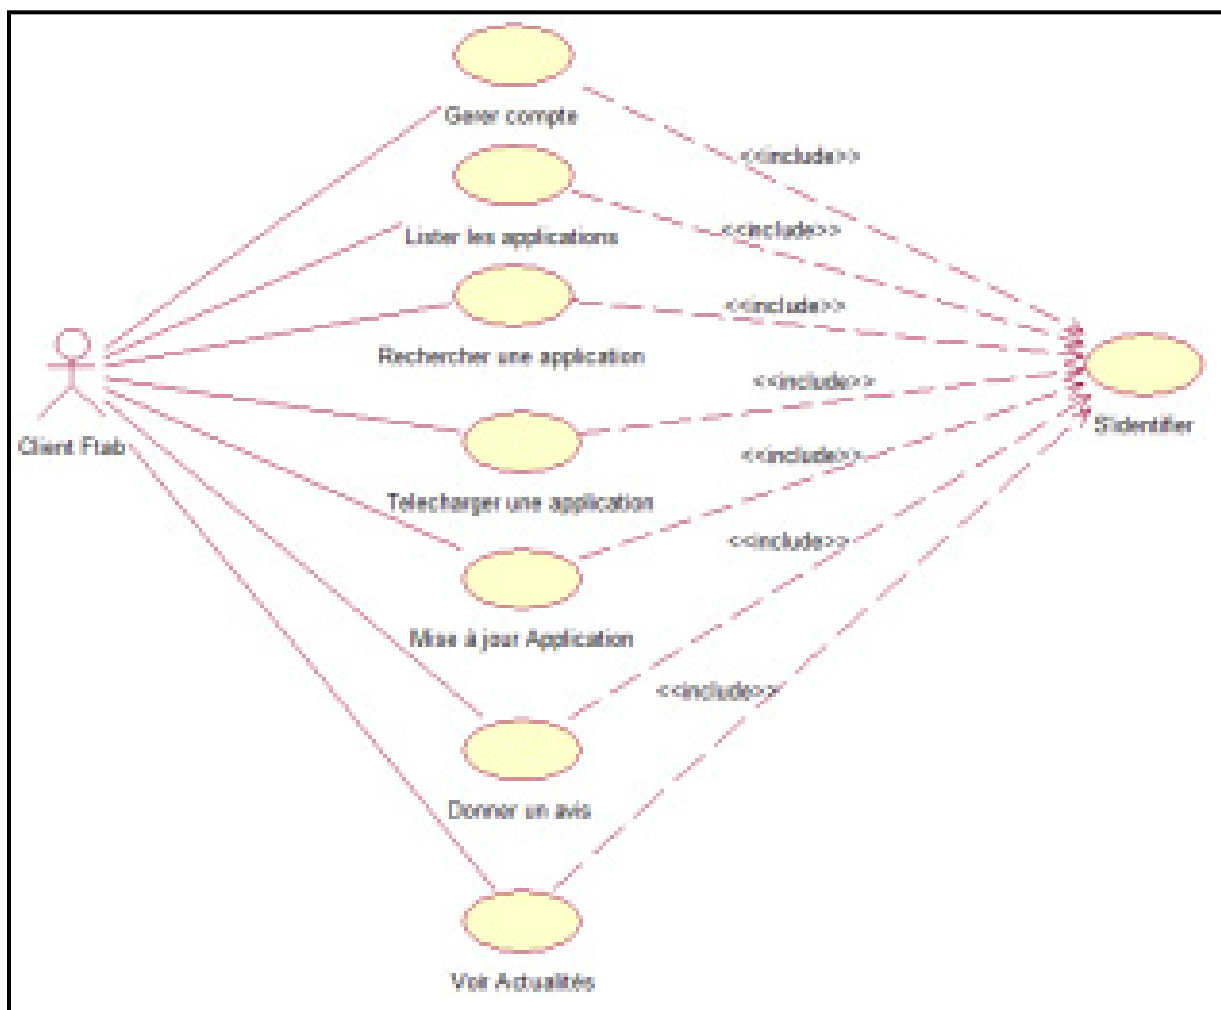 Gerer compte
<<include>>
Lister les applications
<<include>>
Rechercher une application
<<include>>
Client Ftab
S'identifier
<<include>>
Telecharger une application
<<include>>
Mise à jour Application
<<include>>
Donner un avis
<<include>>
Voir Actualités